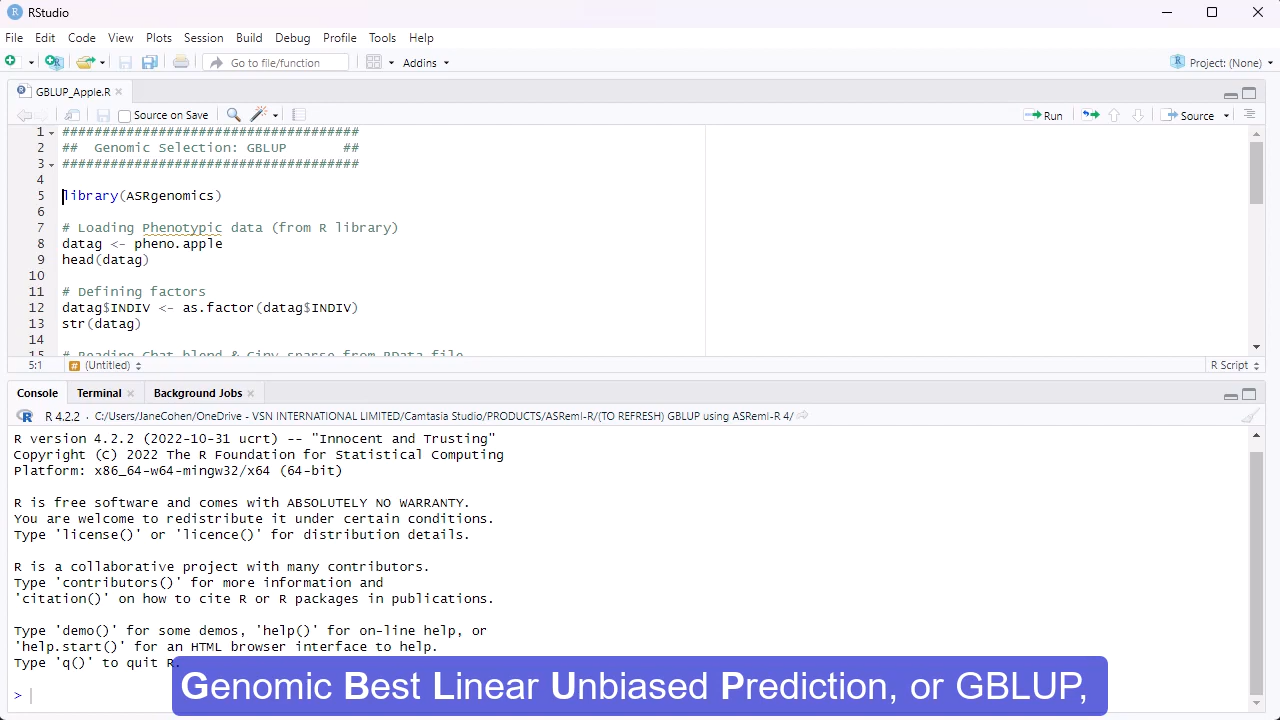 RStudio
File Edit Code View Plots Session Build Debug Profile Tools Help
Go to file/function Addins Project: (None)
GBLUP_Apple.R
Source on Save Run Source
1 #####################################
2 ## Genomic Selection: GBLUP ##
3 #####################################
4
5 library(ASRgenomics)
6
7 # Loading Phenotypic data (from R library)
8 datag <- pheno.apple
9 head(datag)
10
11 # Defining factors
12 datag$INDIV <- as.factor(datag$INDIV)
13 str(datag)
14
15 # Reading Ghat.blend & Ginv.sparse from RData file
5:1 (Untitled) R Script
Console Terminal Background Jobs
R 4.2.2 · C:/Users/JaneCohen/OneDrive - VSN INTERNATIONAL LIMITED/Camtasia Studio/PRODUCTS/ASReml-R/(TO REFRESH) GBLUP using ASReml-R 4/
R version 4.2.2 (2022-10-31 ucrt) -- "Innocent and Trusting"
Copyright (C) 2022 The R Foundation for Statistical Computing
Platform: x86_64-w64-mingw32/x64 (64-bit)
R is free software and comes with ABSOLUTELY NO WARRANTY.
You are welcome to redistribute it under certain conditions.
Type 'license()' or 'licence()' for distribution details.
R is a collaborative project with many contributors.
Type 'contributors()' for more information and
'citation()' on how to cite R or R packages in publications.
Type 'demo()' for some demos, 'help()' for on-line help, or
'help.start()' for an HTML browser interface to help.
Type 'q()' to quit R.
>
Genomic Best Linear Unbiased Prediction, or GBLUP,